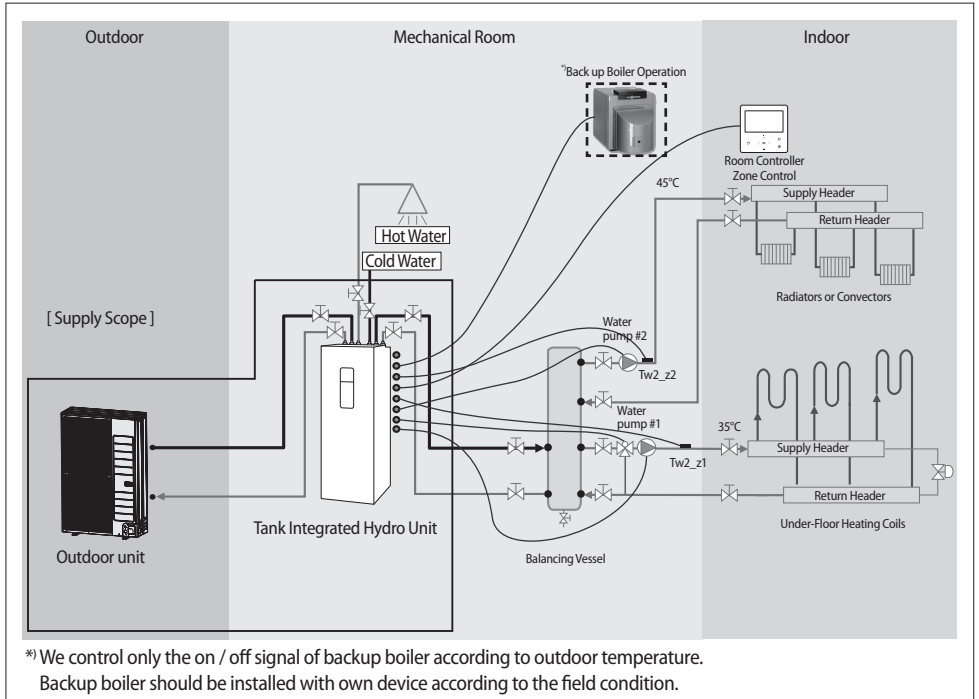 Outdoor
Mechanical Room
Indoor
*)Back up Boiler Operation
Room Controller
Zone Control
45°C
Supply Header
Return Header
Hot Water
Cold Water
[ Supply Scope ]
Radiators or Convectors
Water
pump #2
Tw2_z2
Water
pump #1
35°C
Tw2_z1
Supply Header
Return Header
Tank Integrated Hydro Unit
Under-Floor Heating Coils
Outdoor unit
Balancing Vessel
*) We control only the on / off signal of backup boiler according to outdoor temperature.
Backup boiler should be installed with own device according to the field condition.